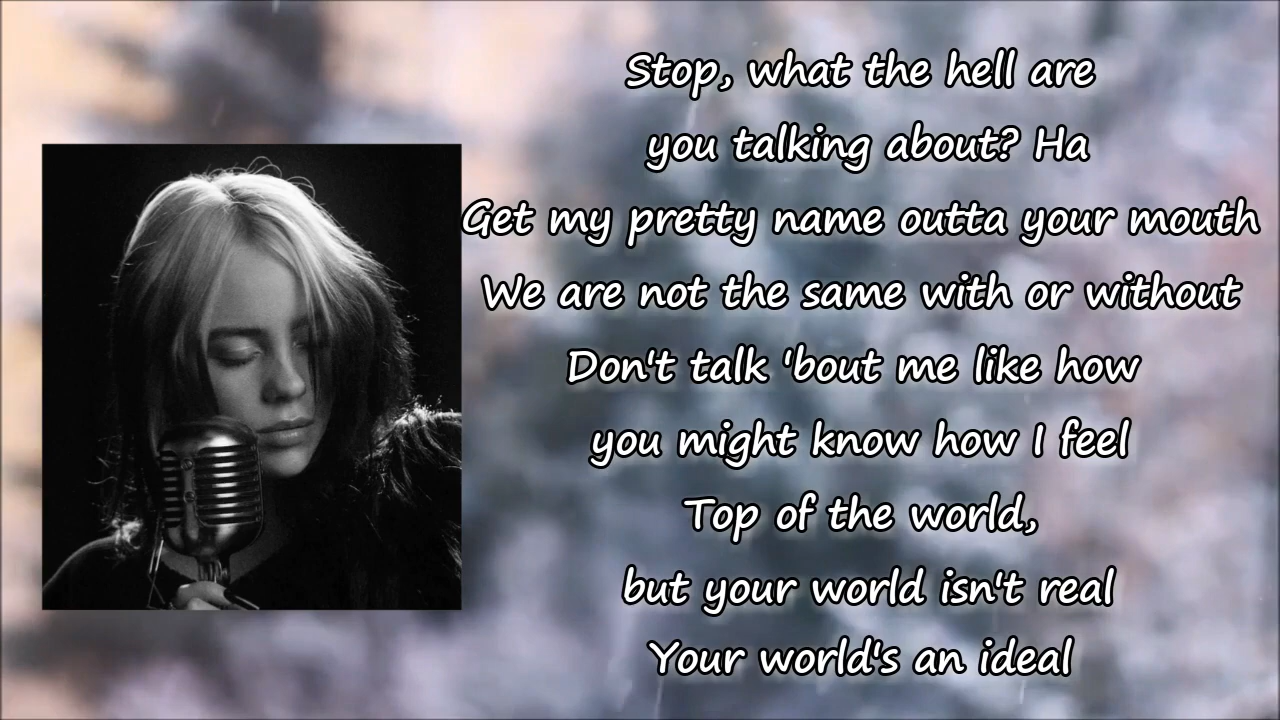 Stop, what the hell are
you talking about? Ha
Get my pretty name outta your mouth
We are not the same with or without
Don't talk 'bout me like how
you might know how I feel
Top of the world,
but your world isn't real
Your world's an ideal